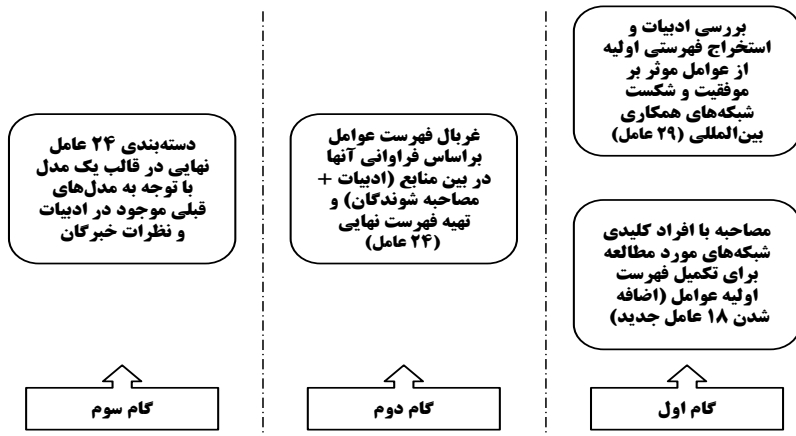 بررسی ادبیات و
استخراج فهرستی اولیه
از عوامل موثر بر
موفقیت و شکست
شبکه‌های همکاری
بین‌المللی (۲۹ عامل)
مصاحبه با افراد کلیدی
شبکه‌های مورد مطالعه
برای تکمیل فهرست
اولیه عوامل (اضافه
شدن ۱۸ عامل جدید)
گام اول
غربال فهرست عوامل
براساس فراوانی آنها
در بین منابع (ادبیات +
مصاحبه شوندگان) و
تهیه فهرست نهایی
(۲۴ عامل)
گام دوم
دسته‌بندی ۲۴ عامل
نهایی در قالب یک مدل
با توجه به مدل‌های
قبلی موجود در ادبیات
و نظرات خبرگان
گام سوم